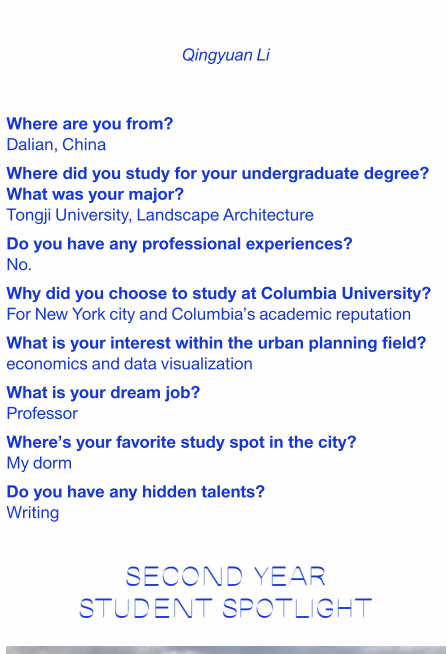 Qingyuan Li
Where are you from?
Dalian, China
Where did you study for your undergraduate degree?
What was your major?
Tongji University, Landscape Architecture
Do you have any professional experiences?
No.
Why did you choose to study at Columbia University?
For New York city and Columbia’s academic reputation
What is your interest within the urban planning field?
economics and data visualization
What is your dream job?
Professor
Where’s your favorite study spot in the city?
My dorm
Do you have any hidden talents?
Writing
SECOND YEAR
STUDENT SPOTLIGHT